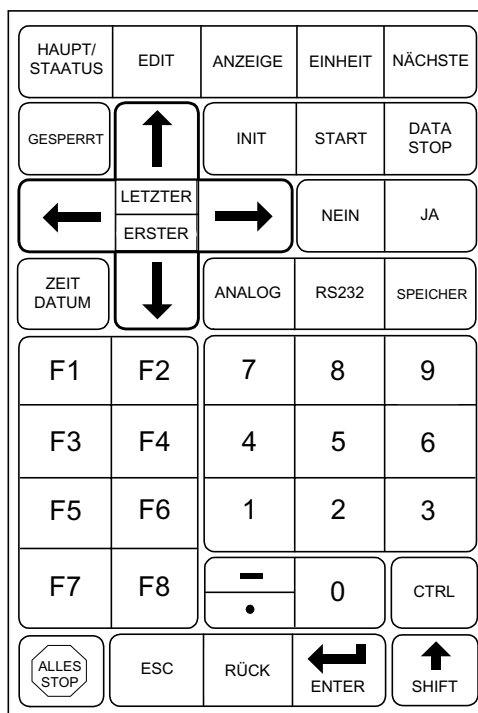 HAUPT/
STAATUS
EDIT
ANZEIGE
EINHEIT
NÄCHSTE
GESPERRT
INIT
START
DATA
STOP
LETZTER
ERSTER
NEIN
JA
ZEIT
DATUM
ANALOG
RS232
SPEICHER
F1
F2
7
8
9
F3
F4
4
5
6
F5
F6
1
2
3
F7
F8
0
CTRL
ALLES
STOP
ESC
RÜCK
ENTER
SHIFT